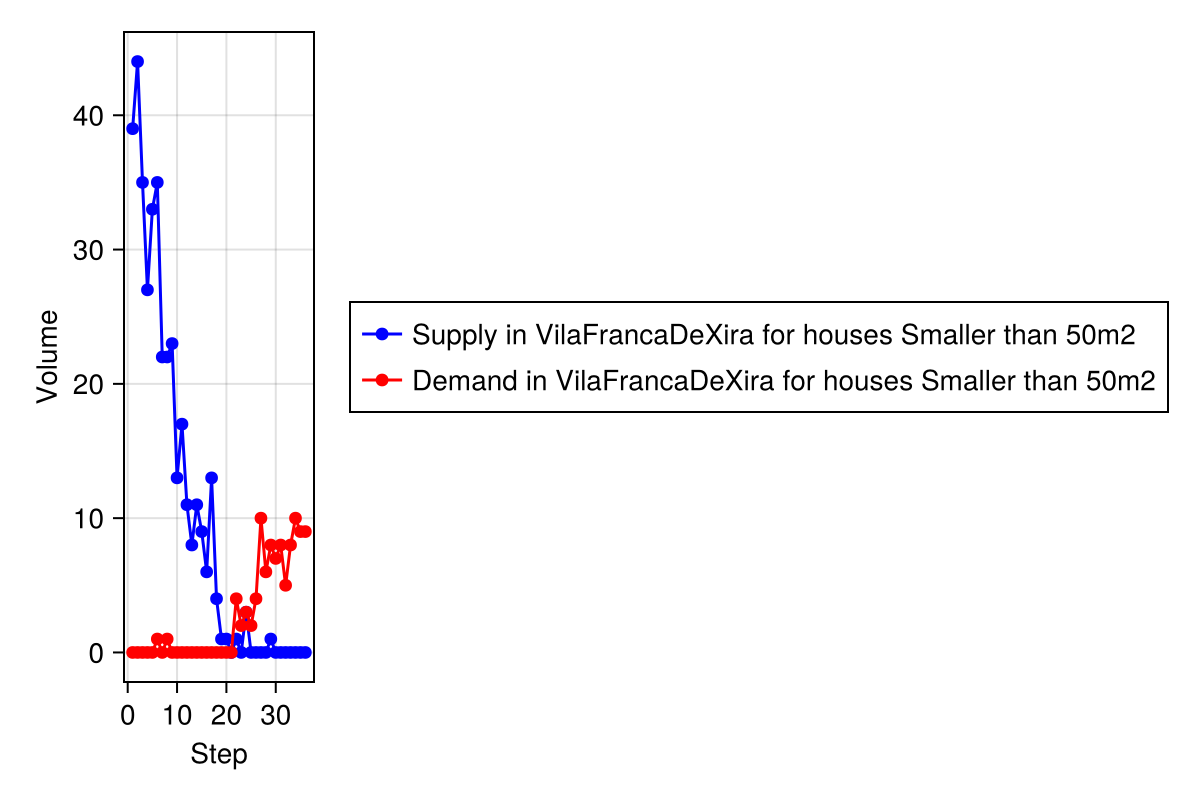 Volume
40
30
20
10
0
0 10 20 30
Step
Supply in VilaFrancaDeXira for houses Smaller than 50m2
Demand in VilaFrancaDeXira for houses Smaller than 50m2